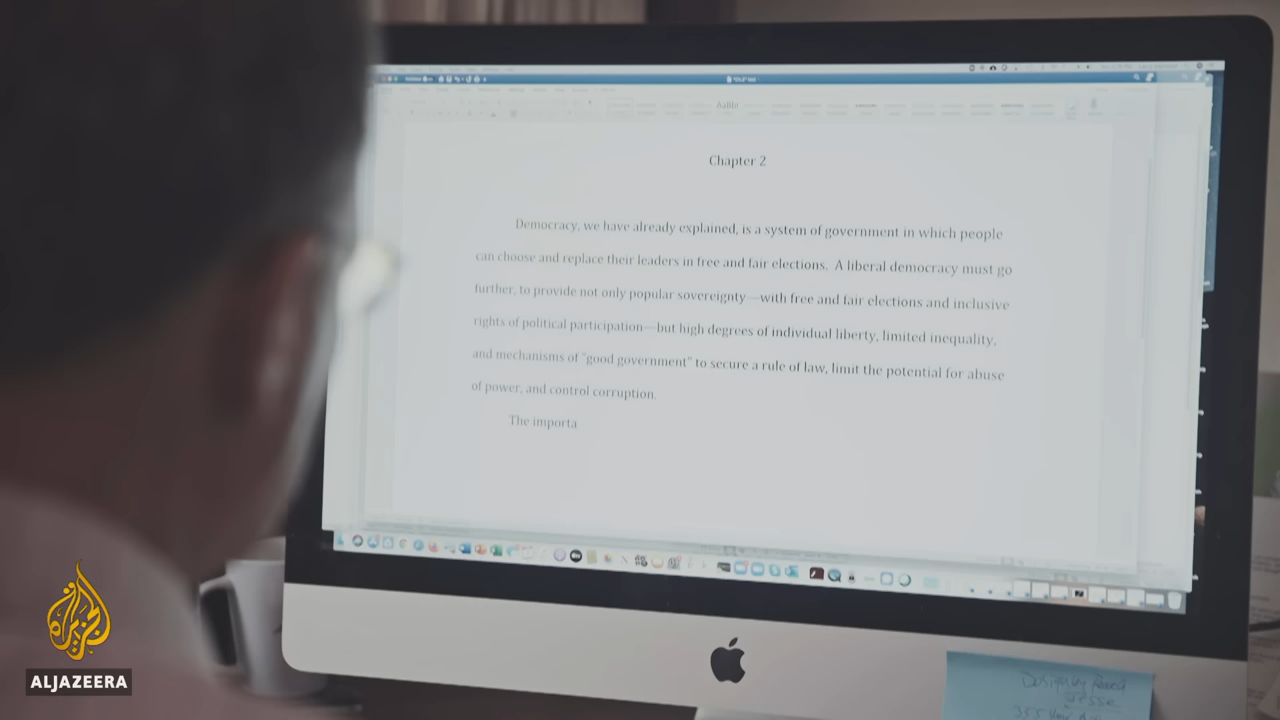 Chapter 2
Democracy, we have already explained, is a system of government in which people
can choose and replace their leaders in free and fair elections. A liberal democracy must go
further, to provide not only popular sovereignty—with free and fair elections and inclusive
rights of political participation—but high degrees of individual liberty, limited inequality,
and mechanisms of "good government" to secure a rule of law, limit the potential for abuse
of power, and control corruption.
The importa
الجزيرة
ALJAZEERA
Jesse